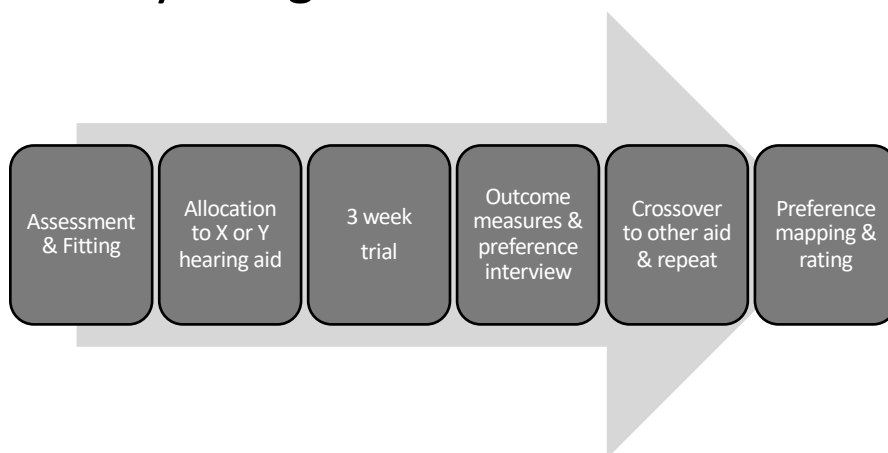 Assessment
& Fitting
Allocation
to X or Y
hearing aid
3 week
trial
Outcome
measures &
preference
interview
Crossover
to other aid
& repeat
Preference
mapping &
rating